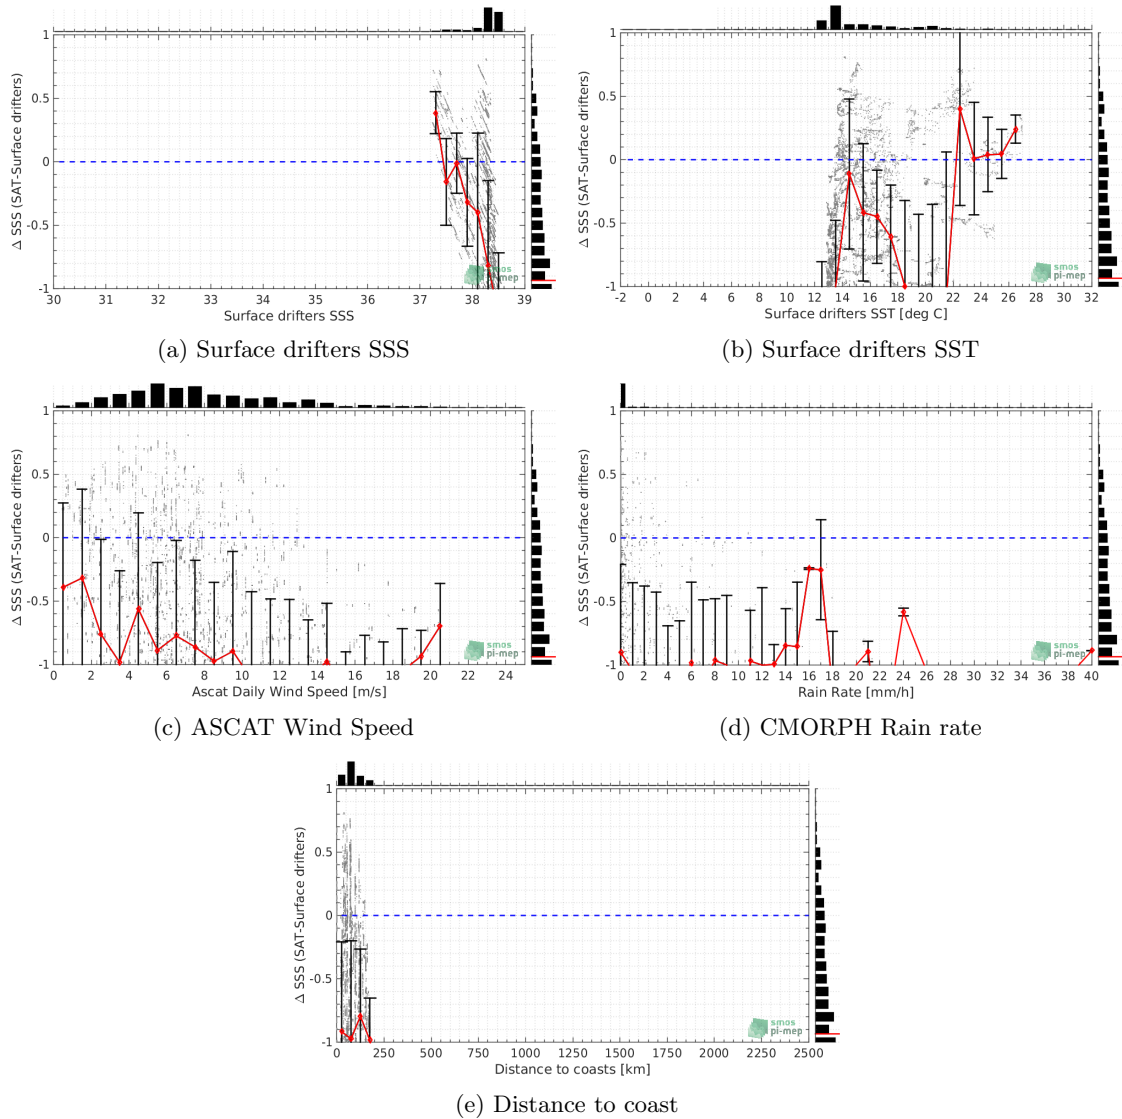 1
0.5
0
-0.5
-1
Δ SSS (SAT-Surface drifters)
smos
pi-mep
30 31 32 33 34 35 36 37 38 39
Surface drifters SSS
(a) Surface drifters SSS
1
0.5
0
-0.5
-1
Δ SSS (SAT-Surface drifters)
smos
pi-mep
-2 0 2 4 6 8 10 12 14 16 18 20 22 24 26 28 30 32
Surface drifters SST [deg C]
(b) Surface drifters SST
1
0.5
0
-0.5
-1
Δ SSS (SAT-Surface drifters)
smos
pi-mep
0 2 4 6 8 10 12 14 16 18 20 22 24
Ascat Daily Wind Speed [m/s]
(c) ASCAT Wind Speed
1
0.5
0
-0.5
-1
Δ SSS (SAT-Surface drifters)
smos
pi-mep
0 2 4 6 8 10 12 14 16 18 20 22 24 26 28 30 32 34 36 38 40
Rain Rate [mm/h]
(d) CMORPH Rain rate
1
0.5
0
-0.5
-1
Δ SSS (SAT-Surface drifters)
smos
pi-mep
0 250 500 750 1000 1250 1500 1750 2000 2250 2500
Distance to coasts [km]
(e) Distance to coast